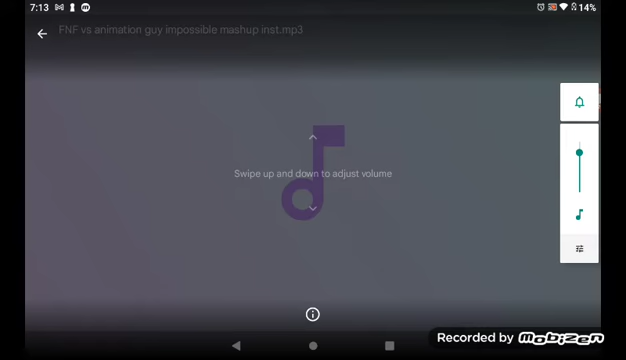 7:13
14%
FNF vs animation guy impossible mashup inst.mp3
Swipe up and down to adjust volume
Recorded by Mobizen